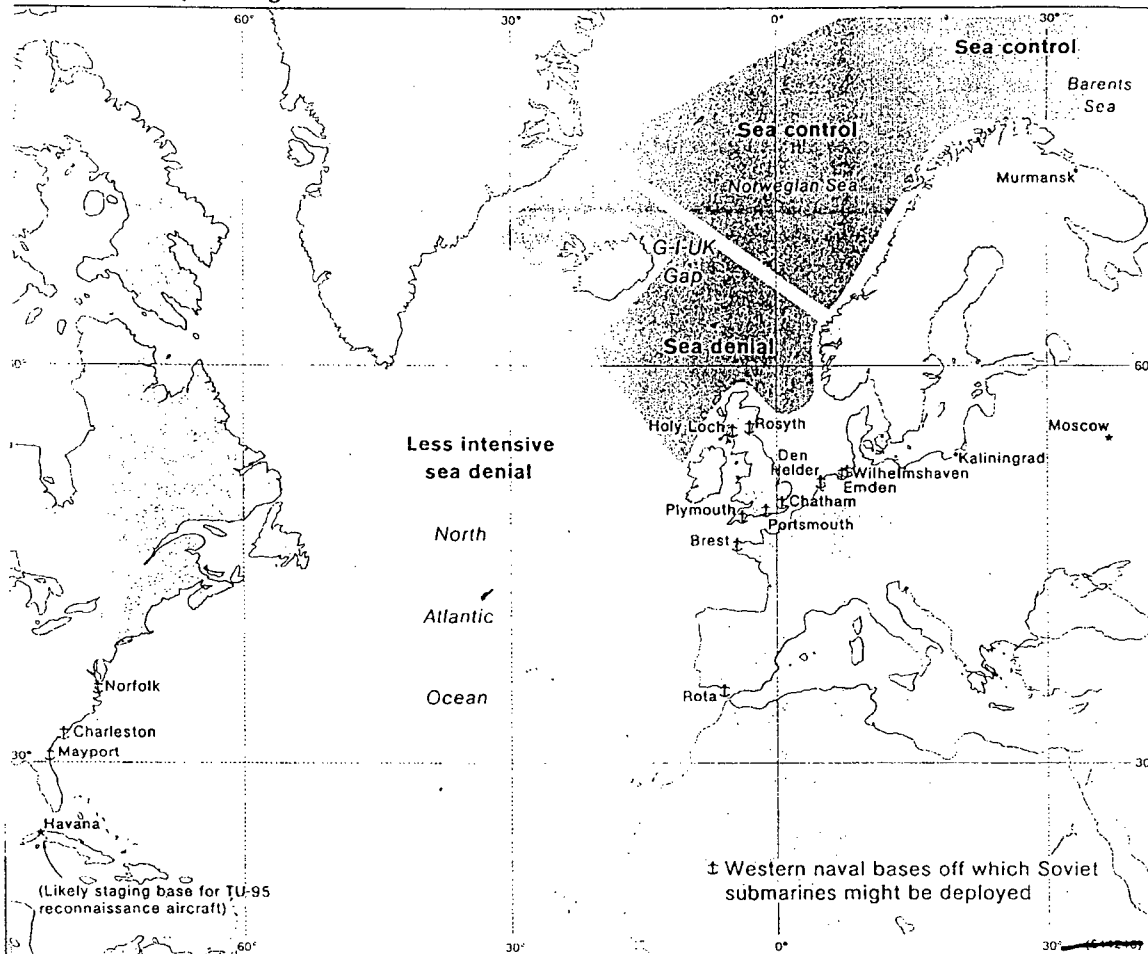 60°
30°
0°
30°
Sea control
Barents
Sea
Sea control
Murmansk
Norwegian Sea
G-I-UK
Gap
Sea denial
60
Holy Loch
Rosyth
Moscow
Less intensive
sea denial
Den
Helder
Kaliningrad
Wilhelmshaven
Emden
Chatham
Plymouth
Portsmouth
North
Brest
Atlantic
Norfolk
Ocean
Rota
Charleston
Mayport
30°
30
Havana
(Likely staging base for TU-95
reconnaissance aircraft)
Western naval bases off which Soviet
submarines might be deployed
60°
30°
0°
30°